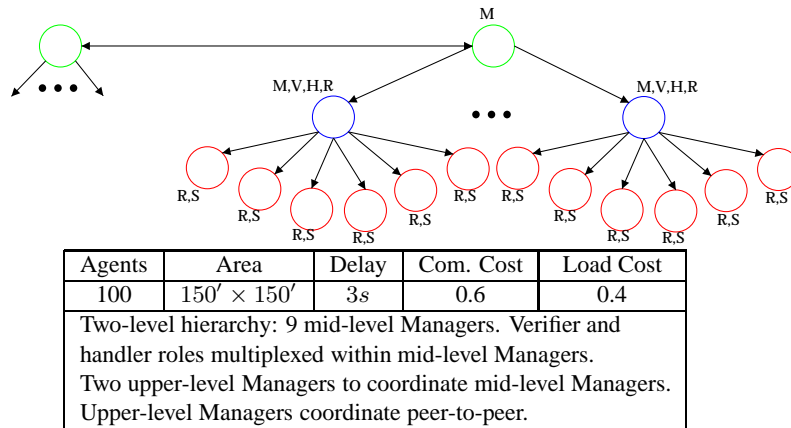 M
M,V,H,R
M,V,H,R
R,S
R,S
R,S
R,S
R,S
R,S
R,S
R,S
R,S
R,S
R,S
R,S
Agents Area Delay Com. Cost Load Cost
100 150′ × 150′ 3s 0.6 0.4
Two-level hierarchy: 9 mid-level Managers. Verifier and
handler roles multiplexed within mid-level Managers.
Two upper-level Managers to coordinate mid-level Managers.
Upper-level Managers coordinate peer-to-peer.